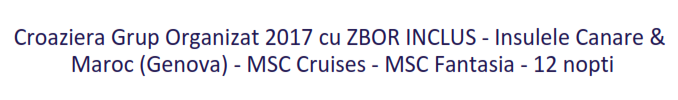 Croaziera Grup Organizat 2017 cu ZBOR INCLUS - Insulele Canare &
Maroc (Genova) - MSC Cruises - MSC Fantasia - 12 nopti